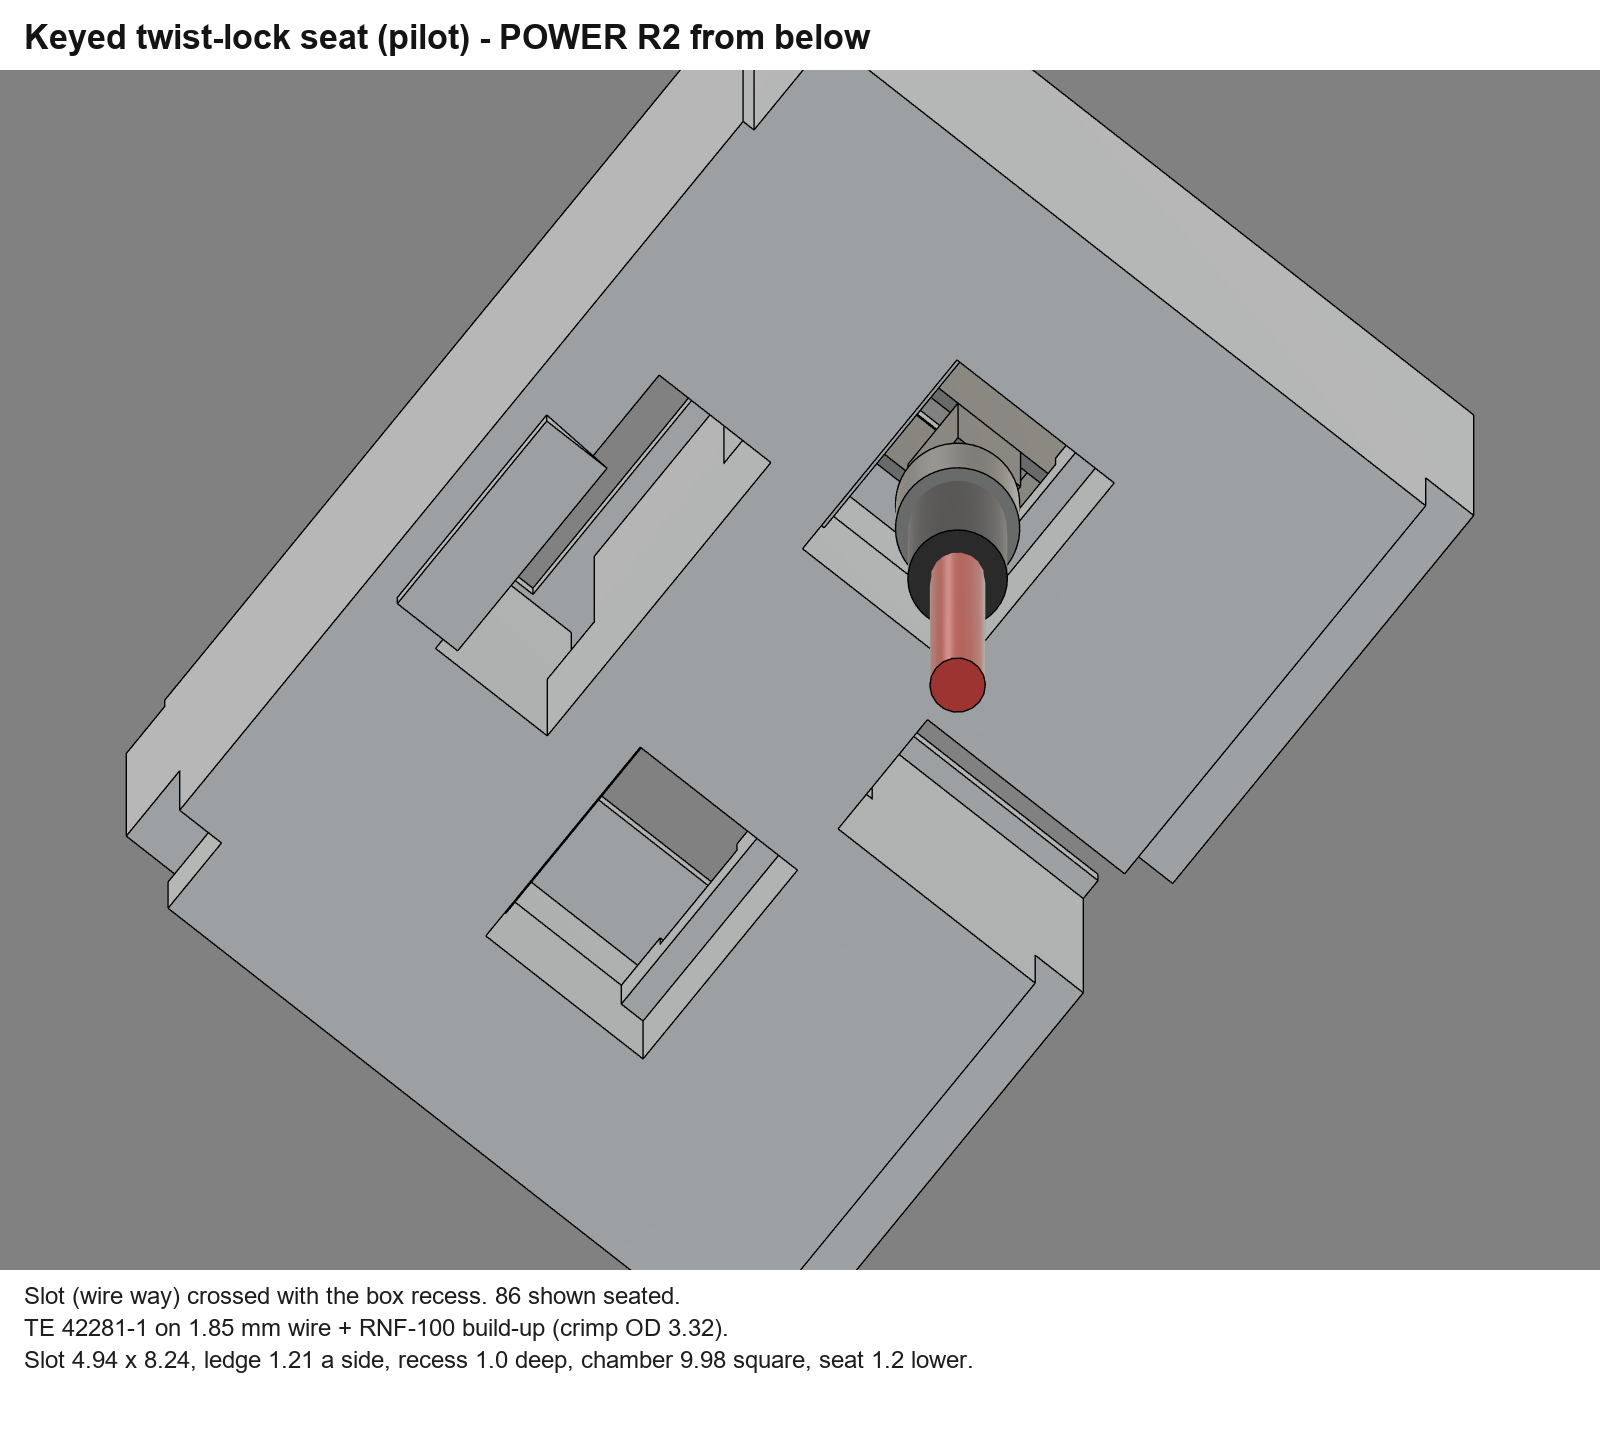 Keyed twist-lock seat (pilot) - POWER R2 from below
Slot (wire way) crossed with the box recess. 86 shown seated.
TE 42281-1 on 1.85 mm wire + RNF-100 build-up (crimp OD 3.32).
Slot 4.94 x 8.24, ledge 1.21 a side, recess 1.0 deep, chamber 9.98 square, seat 1.2 lower.